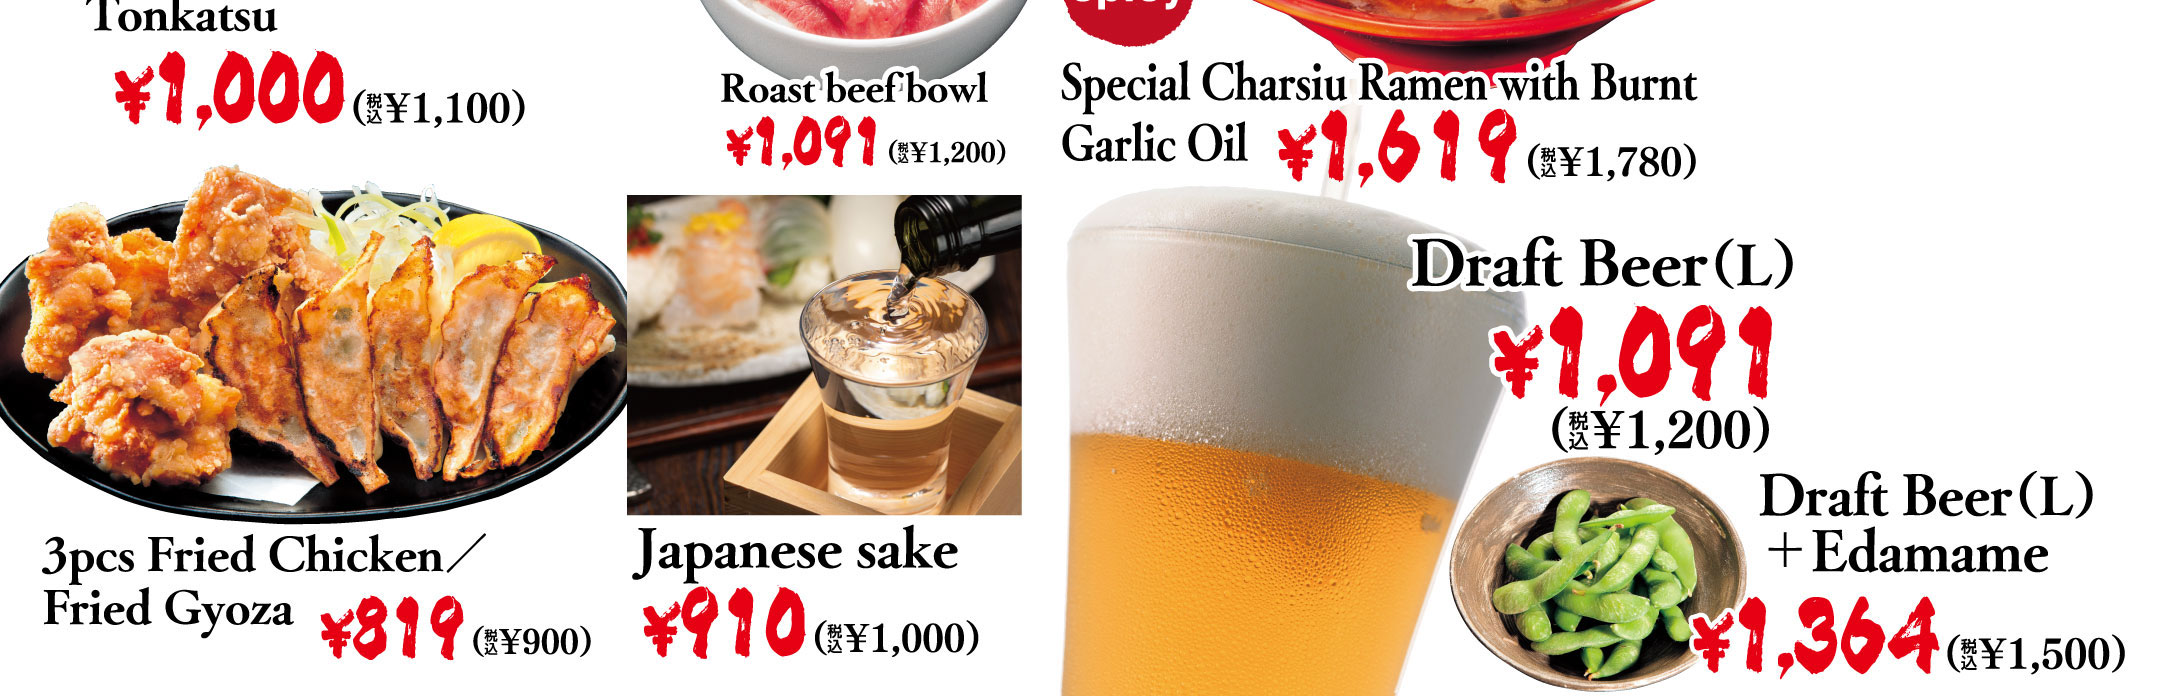 Tonkatsu
¥1,000(税込¥1,100)
Roast beef bowl
¥1,091(税込¥1,200)
Special Charsiu Ramen with Burnt
Garlic Oil ¥1,619(税込¥1,780)
3pcs Fried Chicken／
Fried Gyoza ¥819(税込¥900)
Japanese sake
¥910(税込¥1,000)
Draft Beer(L)
¥1,091
(税込¥1,200)
Draft Beer(L)
+Edamame
¥1,364(税込¥1,500)